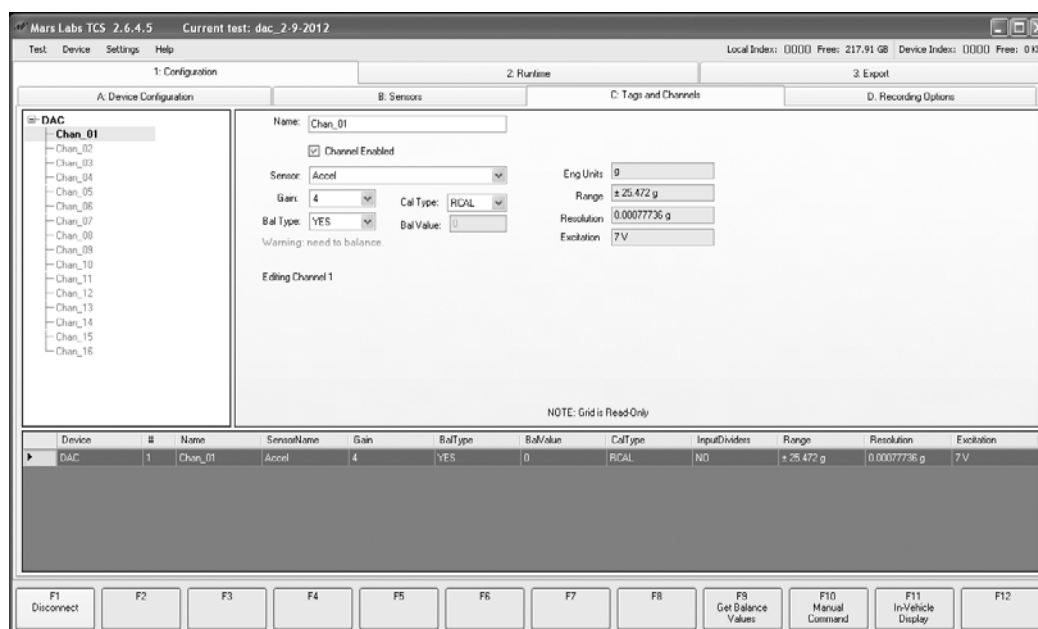 Mars Labs TCS 2.6.4.5 Current test: dac_2-9-2012
Test Device Settings Help Local Index: 0000 Free: 217.91 GB Device Index: 0000 Free: 0
1: Configuration 2: Runtime 3: Export
A: Device Configuration B: Sensors C: Tags and Channels D: Recording Options
DAC
Chan_01
Chan_02
Chan_03
Chan_04
Chan_05
Chan_06
Chan_07
Chan_08
Chan_09
Chan_10
Chan_11
Chan_12
Chan_13
Chan_14
Chan_15
Chan_16
Name: Chan_01
Channel Enabled
Sensor: Accel
Gain: 4 Cal Type: RCAL
Bal Type: YES Bal Value: 0
Warning: need to balance.
Editing Channel 1
Eng Units g
Range ± 25.472 g
Resolution 0.00077736 g
Excitation 7 V
NOTE: Grid is Read-Only
Device # Name SensorName Gain BalType BalValue CalType InputDividers Range Resolution Excitation
DAC 1 Chan_01 Accel 4 YES 0 RCAL NO ± 25.472 g 0.00077736 g 7 V
F1 F2 F3 F4 F5 F6 F7 F8 F9 F10 F11 F12
Disconnect Get Balance Manual In-Vehicle
Values Command Display